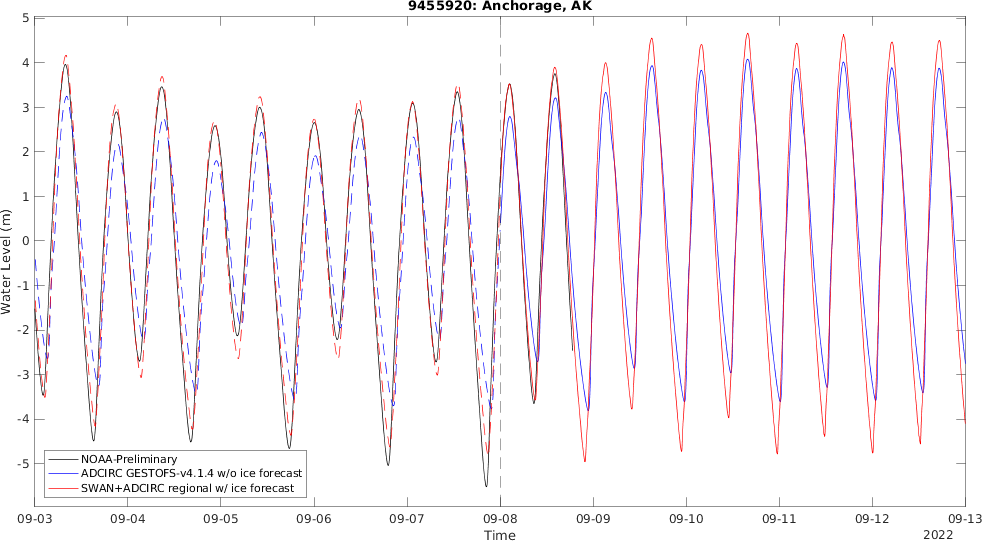 9455920: Anchorage, AK
5
4
3
2
1
0
-1
-2
-3
-4
-5
Water Level (m)
NOAA-Preliminary
ADCIRC GESTOFS-v4.1.4 w/o ice forecast
SWAN+ADCIRC regional w/ ice forecast
09-03 09-04 09-05 09-06 09-07 09-08 09-09 09-10 09-11 09-12 09-13
Time
2022